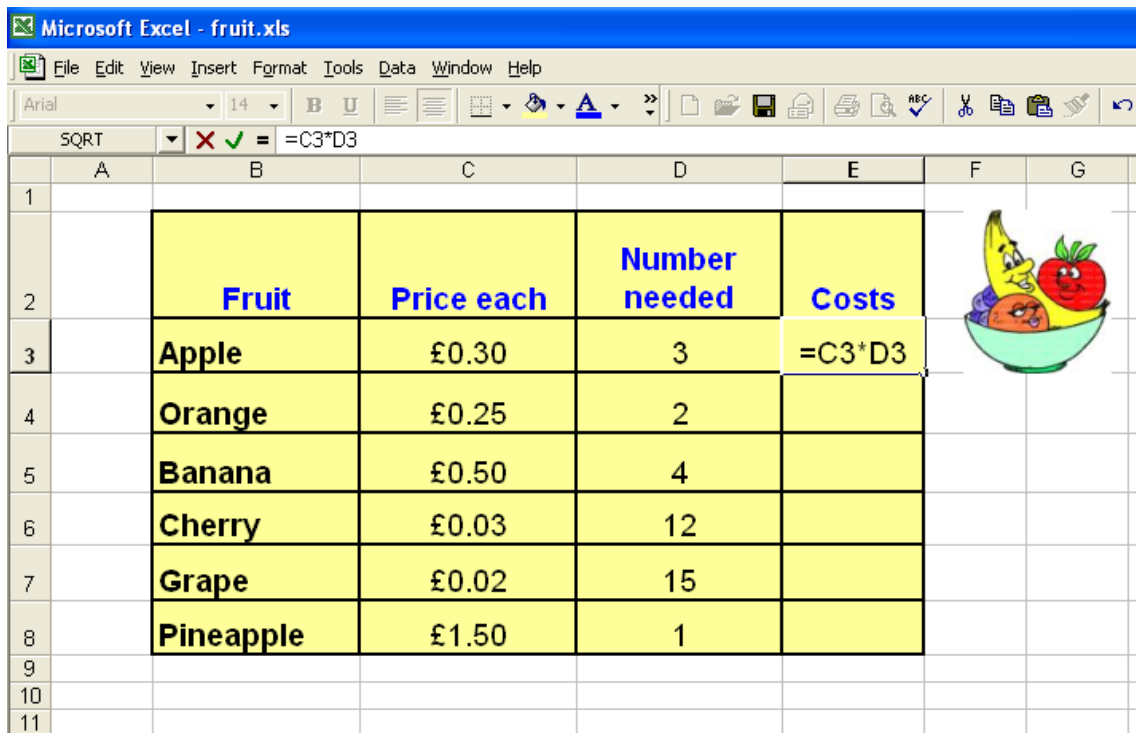 Microsoft Excel - fruit.xls
File Edit View Insert Format Tools Data Window Help
Arial 14 B U A ABC
SQRT = =C3*D3
A B C D E F G
1
2 Fruit Price each Number needed Costs
3 Apple £0.30 3 =C3*D3
4 Orange £0.25 2
5 Banana £0.50 4
6 Cherry £0.03 12
7 Grape £0.02 15
8 Pineapple £1.50 1
9
10
11